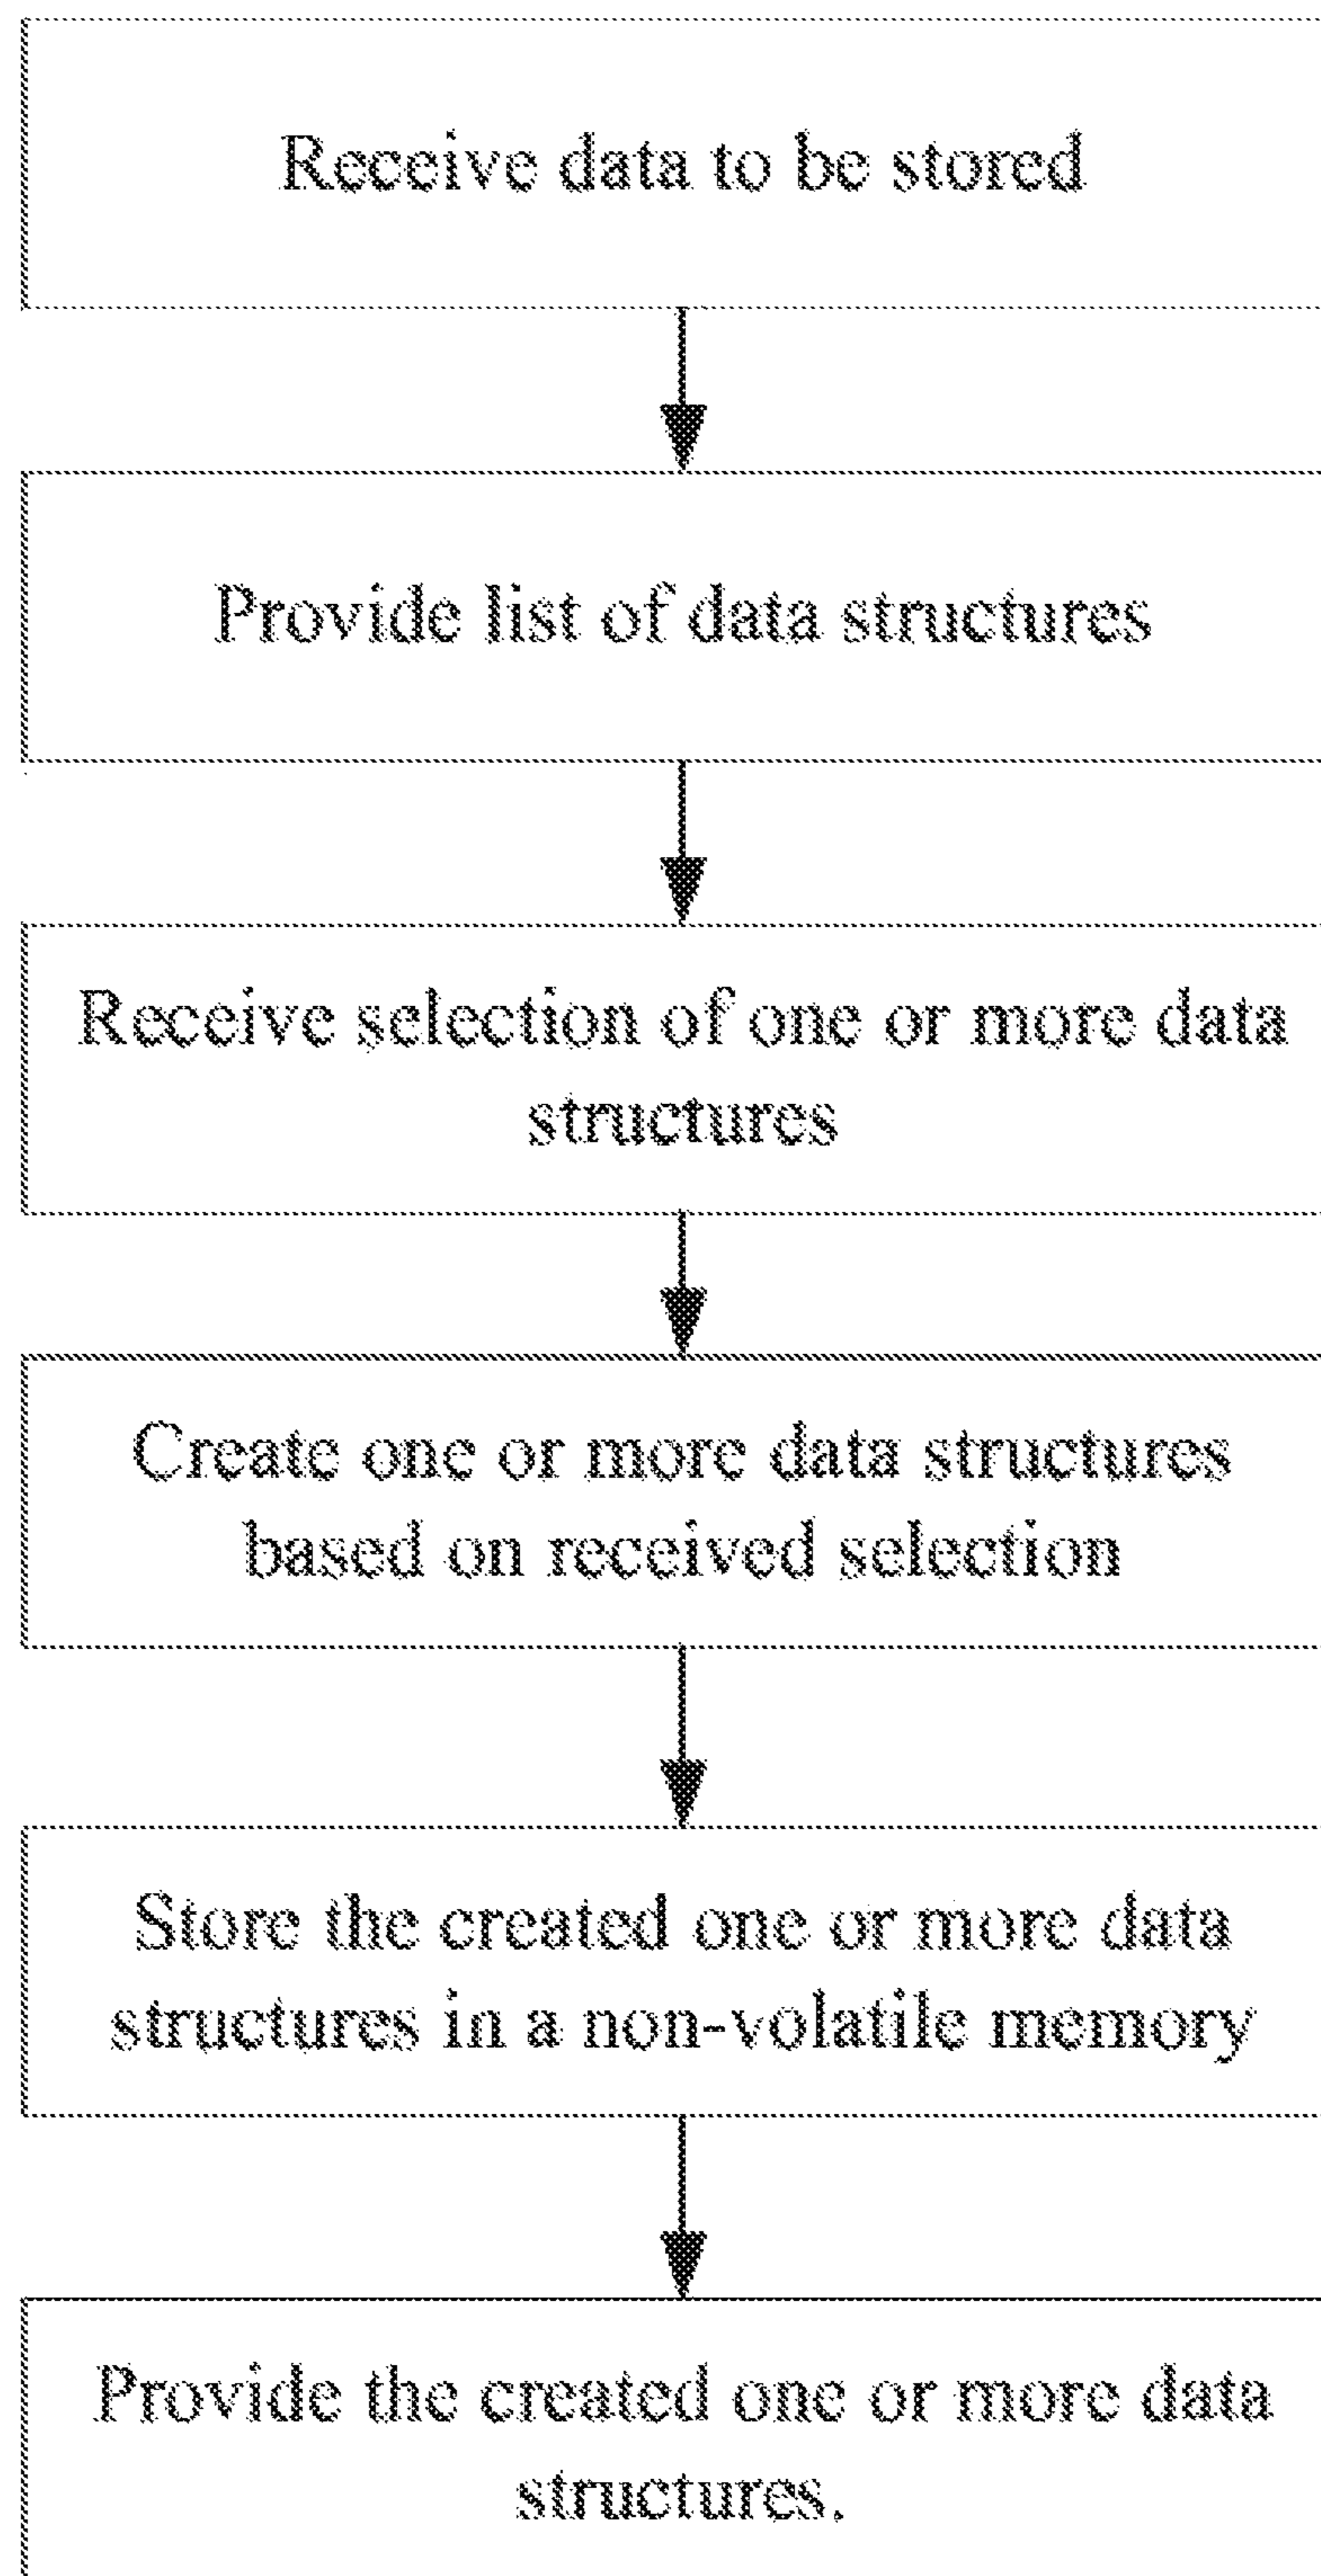 Receive data to be stored
Provide list of data structures
Receive selection of one or more data
structures
Create one or more data structures
based on received selection
Store the created one or more data
structures in a non-volatile memory
Provide the created one or more data
structures.